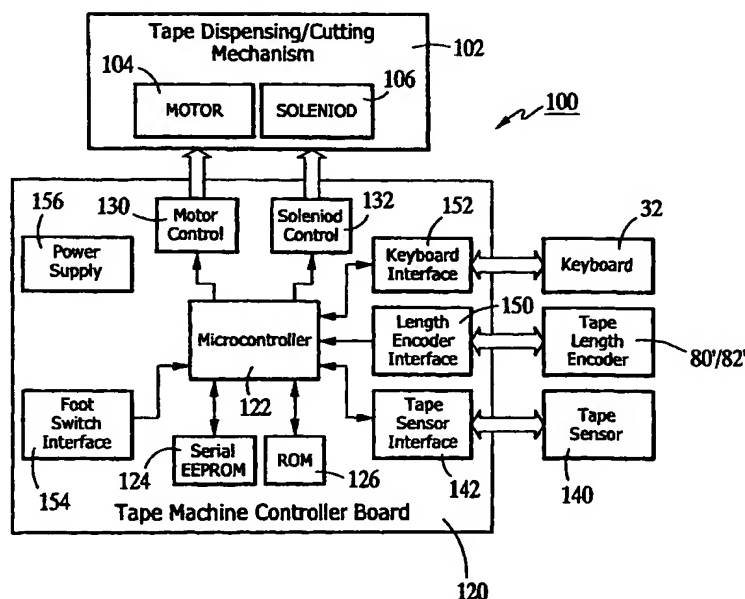 Tape Dispensing/Cutting
Mechanism
102
104
106
MOTOR
SOLENIOD
100
156
Power
Supply
130
Motor
Control
Soleniod
Control
132
152
Keyboard
Interface
32
Keyboard
Microcontroller
122
150
Length
Encoder
Interface
Tape
Length
Encoder
80'/82'
Foot
Switch
Interface
154
124
Serial
EEPROM
ROM
126
Tape
Sensor
Interface
142
Tape
Sensor
140
Tape Machine Controller Board
120